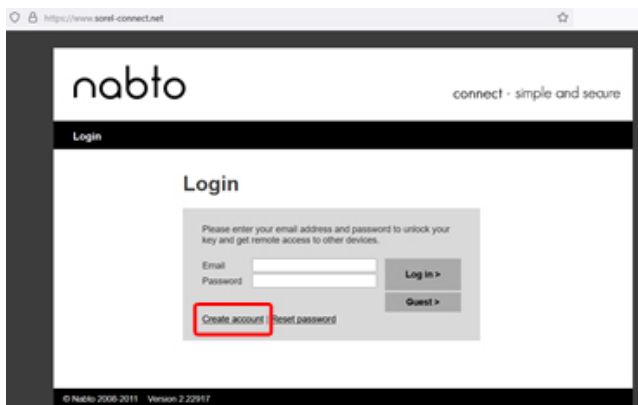 https://www.sorel-connect.net
nabto
connect - simple and secure
Login
Login
Please enter your email address and password to unlock your
key and get remote access to other devices.
Email
Password
Log in >
Guest >
Create account | Reset password
© Nabto 2008-2011 Version 2.22917